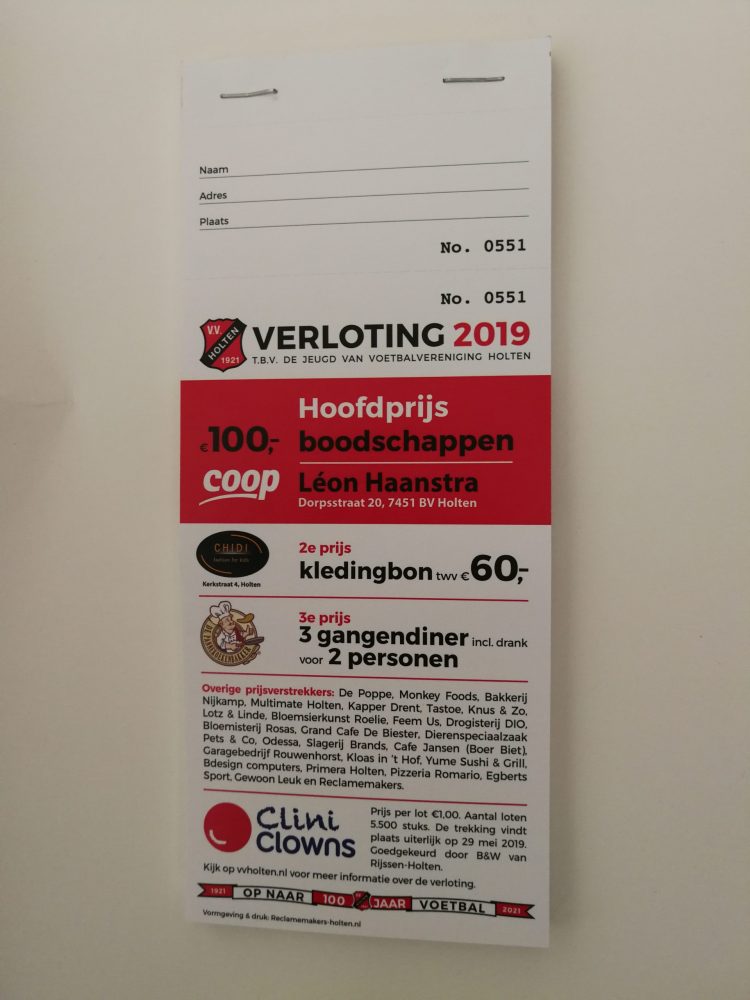 Naam
Adres
Plaats
No. 0551
No. 0551
V.V.
HOLTEN
1921
VERLOTING 2019
T.B.V. DE JEUGD VAN VOETBALVERENIGING HOLTEN
Hoofdprijs
€100,- boodschappen
coop
Léon Haanstra
Dorpsstraat 20, 7451 BV Holten
CHIDI
fashion for kids
Kerkstraat 4, Holten
2e prijs
kledingbon twv €60,-
3e prijs
3 gangendiner incl. drank
voor 2 personen
Overige prijsverstrekkers: De Poppe, Monkey Foods, Bakkerij
Nijkamp, Multimate Holten, Kapper Drent, Tastoe, Knus & Zo,
Lotz & Linde, Bloemsierkunst Roelie, Feem Us, Drogisterij DIO,
Bloemisterij Rosas, Grand Cafe De Biester, Dierenspeciaalzaak
Pets & Co, Odessa, Slagerij Brands, Cafe Jansen (Boer Biet),
Garagebedrijf Rouwenhorst, Kloas in 't Hof, Yume Sushi & Grill,
Bdesign computers, Primera Holten, Pizzeria Romario, Egberts
Sport, Gewoon Leuk en Reclamemakers.
Clini
Clowns
Prijs per lot €1,00. Aantal loten
5.500 stuks. De trekking vindt
plaats uiterlijk op 29 mei 2019.
Goedgekeurd door B&W van
Rijssen-Holten.
Kijk op vvholten.nl voor meer informatie over de verloting.
1921 OP NAAR 100 JAAR VOETBAL 2021
Vormgeving & druk: Reclamemakers-holten.nl